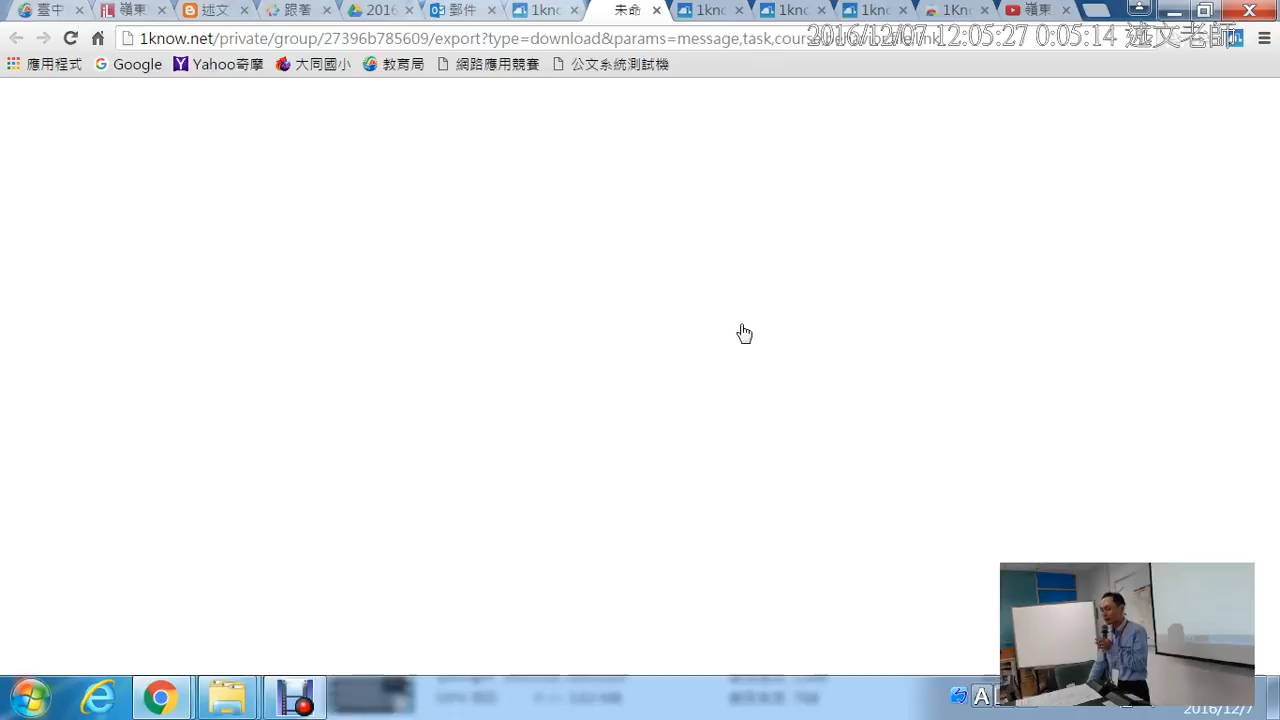 臺中
嶺東
述文
跟著
2016
郵件
1kno
未命
1kno
1kno
1kno
1Kn
嶺東
1know.net/private/group/27396b78
type=download&params=message,task,cours
2016/12/07 12:05:27 0:05:14 述文老師
應用程式
Google
Yahoo奇摩
大同國小
教育局
網路應用競賽
公文系統測試機
A
2016/12/7